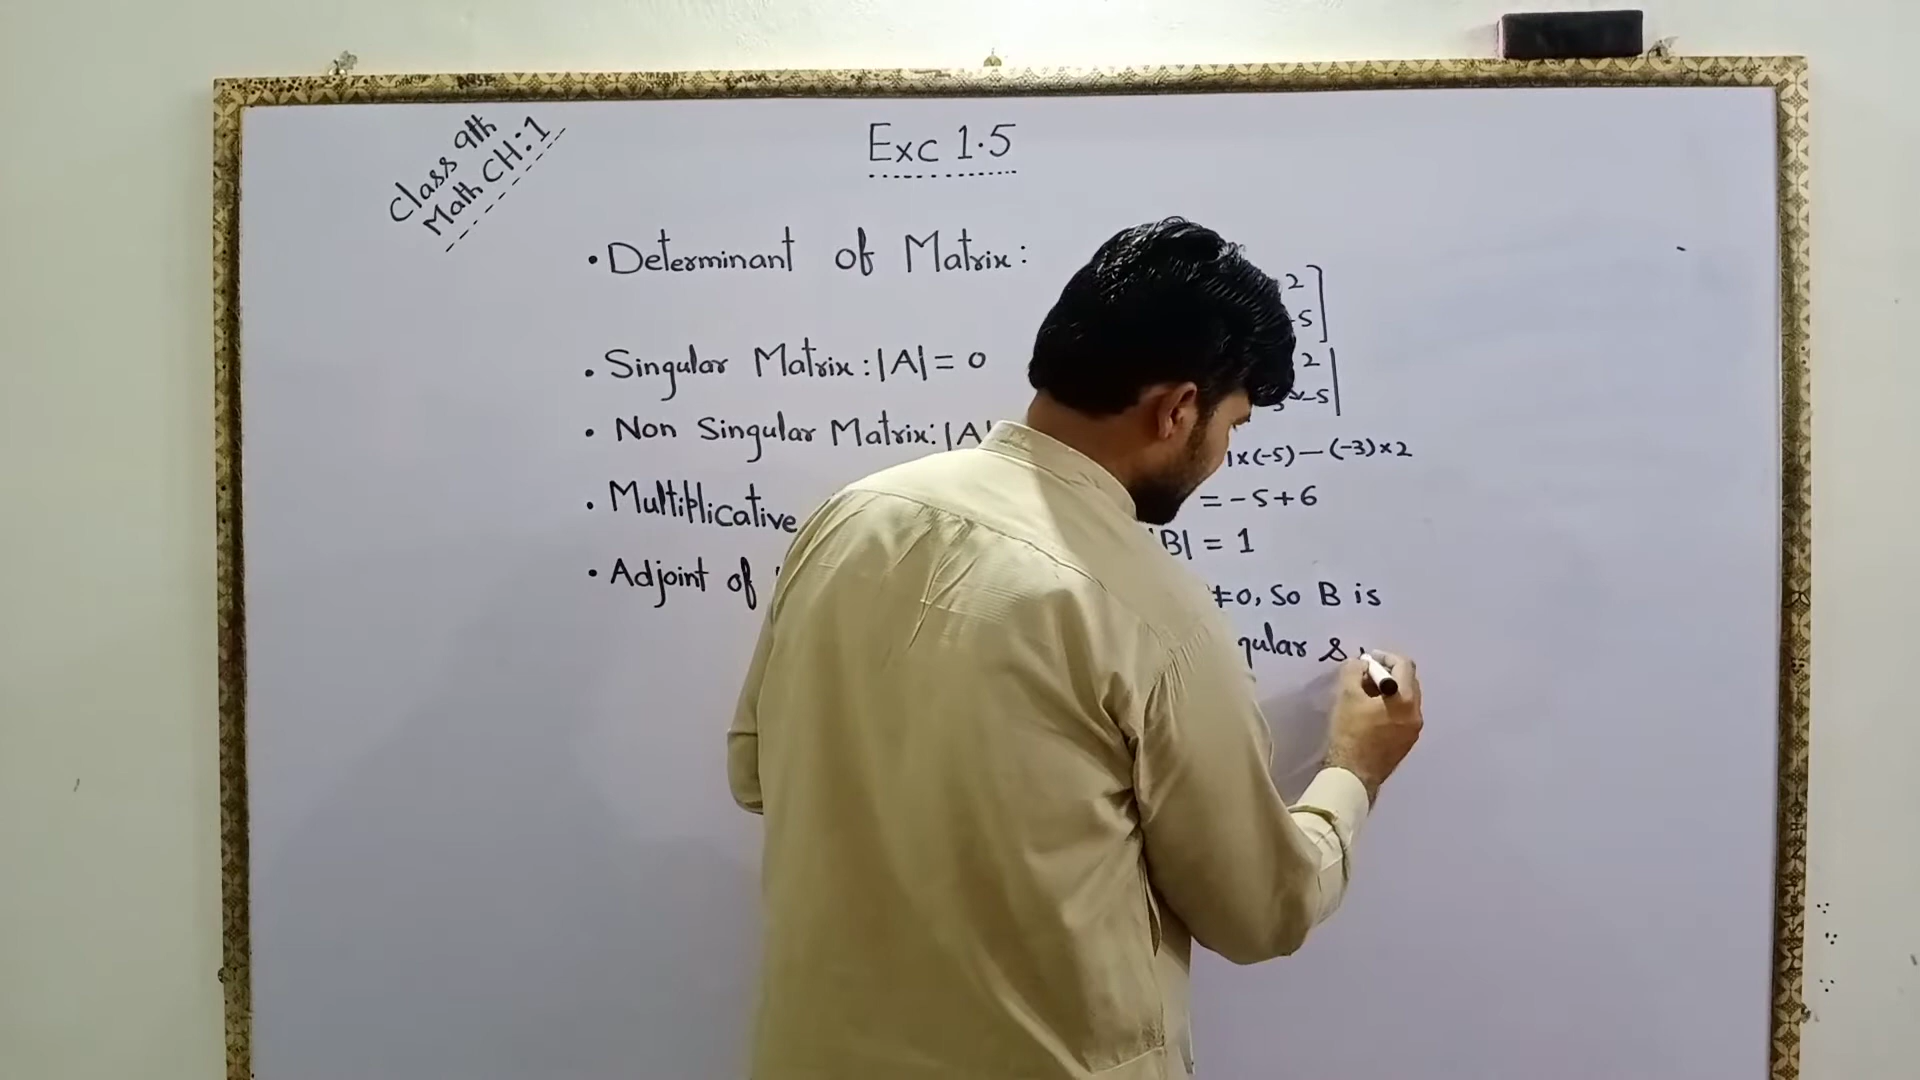 Class 9th
Math CH:1
Exc 1.5
• Determinant of Matrix:
• Singular Matrix: |A| = 0
• Non Singular Matrix: |A|
• Multiplicative
• Adjoint of
2]
-5]
2|
-5|
1×(-5) - (-3)×2
= -5+6
|B| = 1
≠0, So B is
gular &